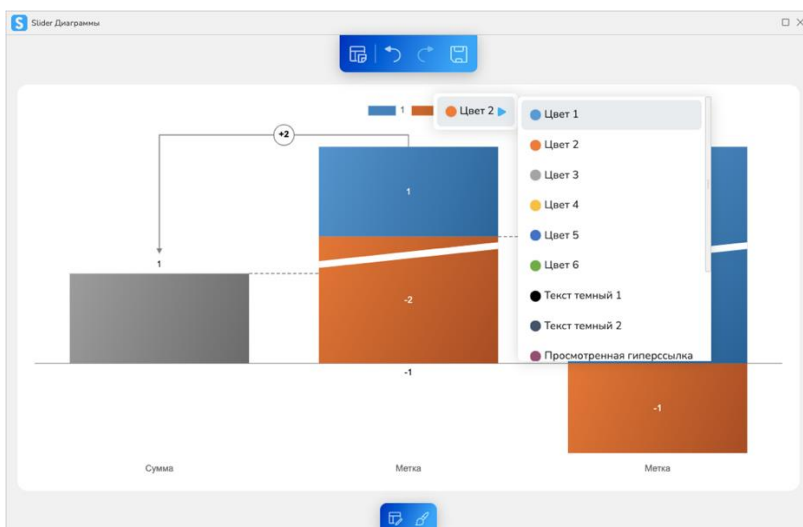 Slider Диаграммы
1
Цвет 2
Цвет 1
Цвет 2
Цвет 3
Цвет 4
Цвет 5
Цвет 6
Текст темный 1
Текст темный 2
Просмотренная гиперссылка
+2
1
1
-2
-1
-1
Сумма
Метка
Метка